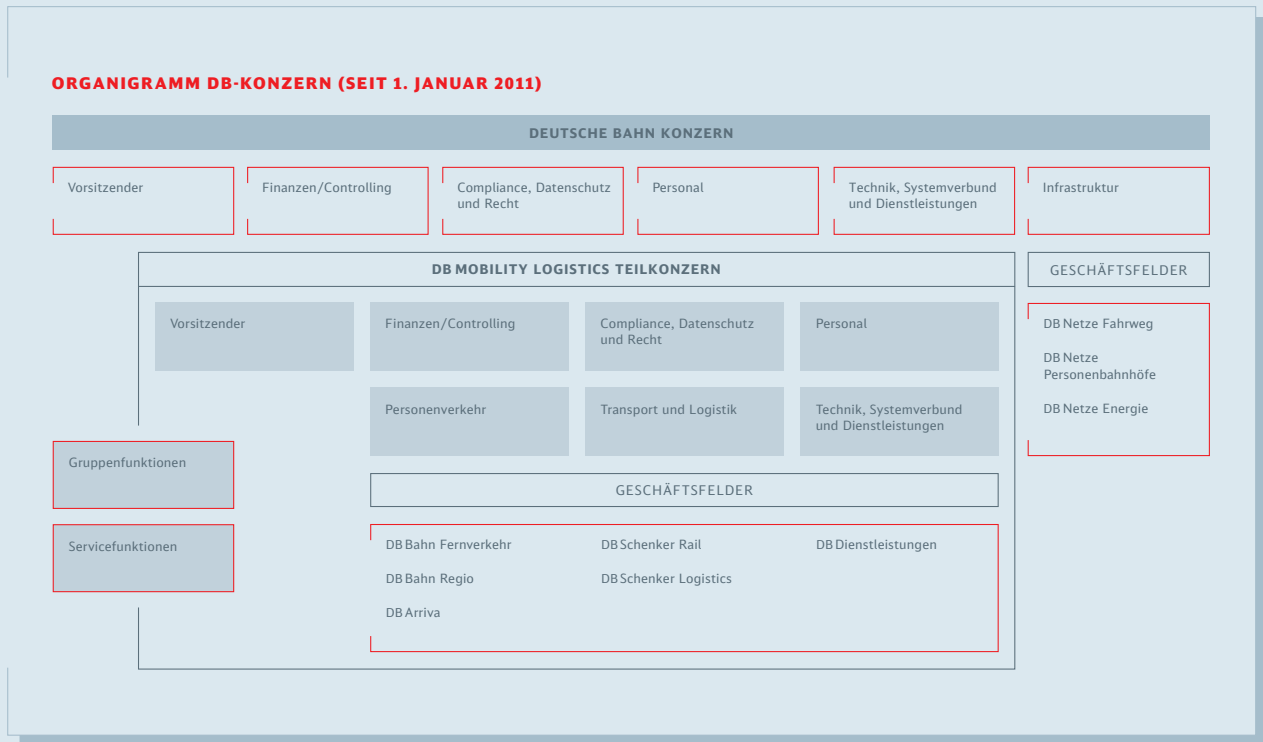 ORGANIGRAMM DB-KONZERN (SEIT 1. JANUAR 2011)
DEUTSCHE BAHN KONZERN
Vorsitzender
Finanzen/Controlling
Compliance, Datenschutz
und Recht
Personal
Technik, Systemverbund
und Dienstleistungen
Infrastruktur
DB MOBILITY LOGISTICS TEILKONZERN
Vorsitzender
Finanzen/Controlling
Compliance, Datenschutz
und Recht
Personal
Personenverkehr
Transport und Logistik
Technik, Systemverbund
und Dienstleistungen
Gruppenfunktionen
Servicefunktionen
GESCHÄFTSFELDER
DB Bahn Fernverkehr
DB Bahn Regio
DB Arriva
DB Schenker Rail
DB Schenker Logistics
DB Dienstleistungen
GESCHÄFTSFELDER
DB Netze Fahrweg
DB Netze
Personenbahnhöfe
DB Netze Energie